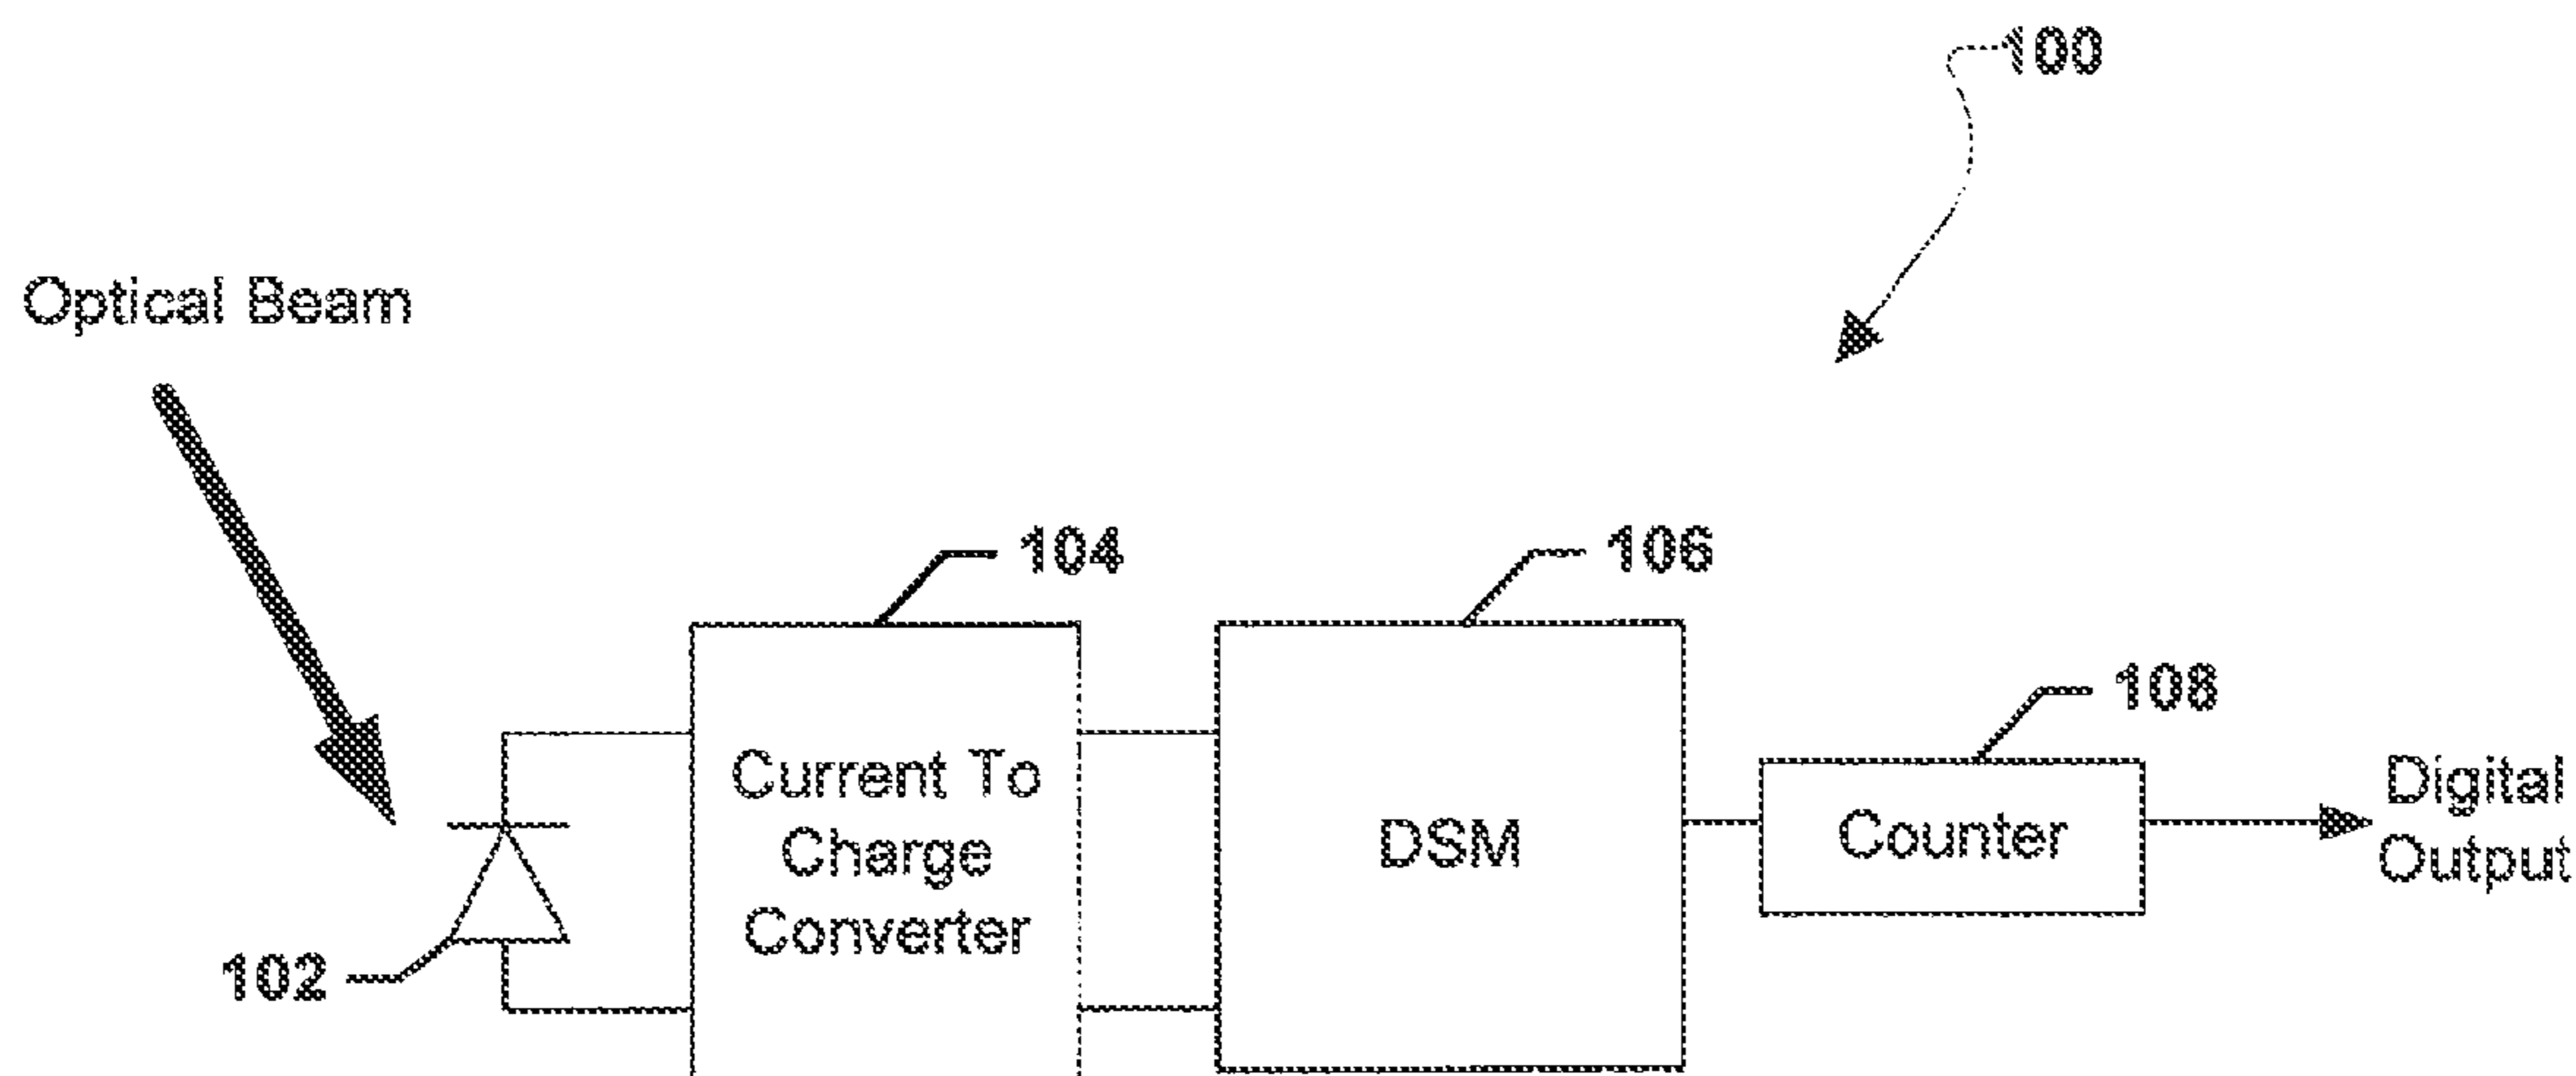 100
Optical Beam
104
106
108
Current To
Charge
Converter
DSM
Counter
Digital
Output
102